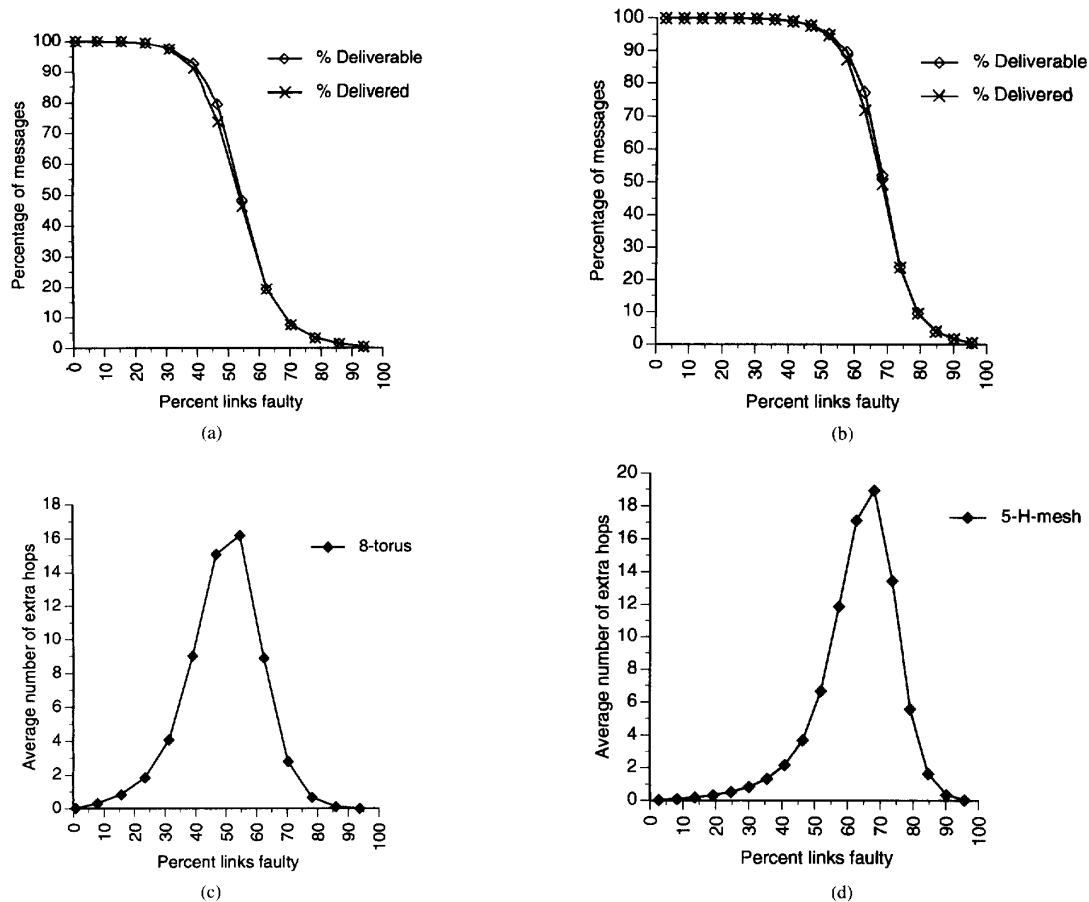 100
90
80
70
60
50
40
30
20
10
0
Percentage of messages
% Deliverable
% Delivered
0 10 20 30 40 50 60 70 80 90 100
Percent links faulty
(a)
100
90
80
70
60
50
40
30
20
10
0
Percentage of messages
% Deliverable
% Delivered
0 10 20 30 40 50 60 70 80 90 100
Percent links faulty
(b)
18
16
14
12
10
8
6
4
2
0
Average number of extra hops
8-torus
0 10 20 30 40 50 60 70 80 90 100
Percent links faulty
(c)
20
18
16
14
12
10
8
6
4
2
0
Average number of extra hops
5-H-mesh
0 10 20 30 40 50 60 70 80 90 100
Percent links faulty
(d)